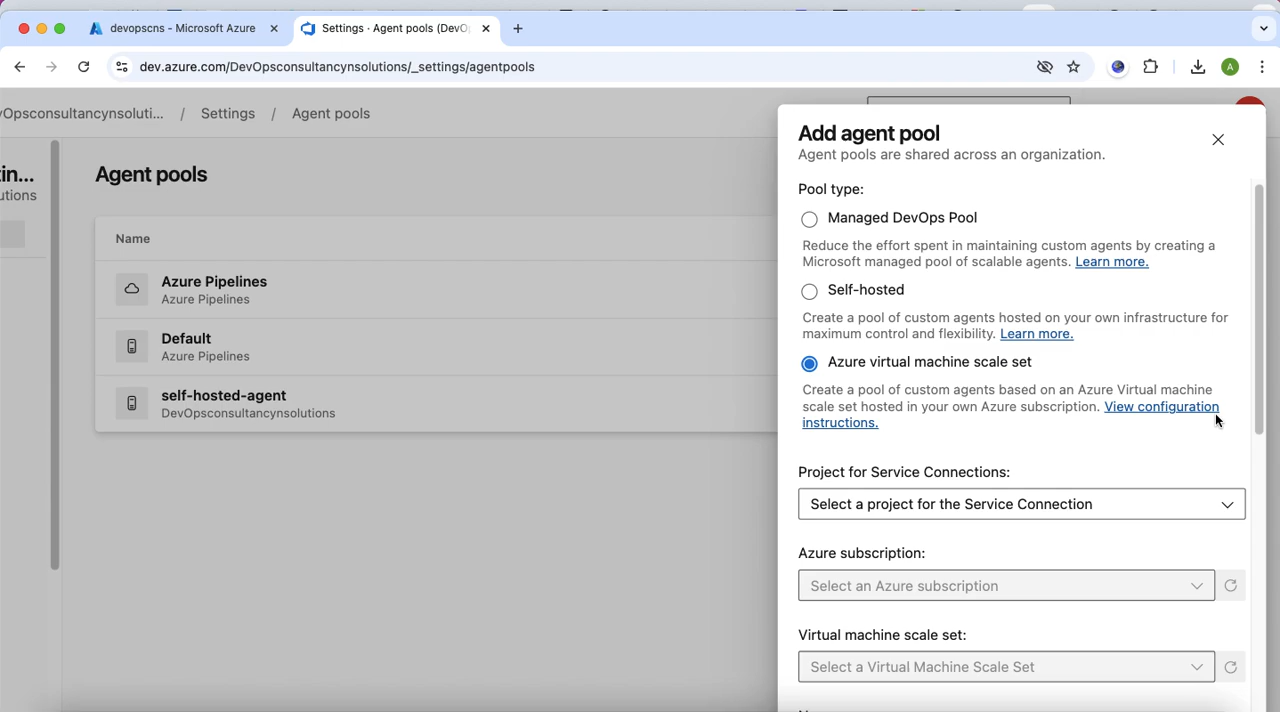 devopscns - Microsoft Azure
Settings · Agent pools (DevO
dev.azure.com/DevOpsconsultancynsolutions/_settings/agentpools
A
vOpsconsultancynsoluti... / Settings / Agent pools
in...
utions
Agent pools
Name
Azure Pipelines
Azure Pipelines
Default
Azure Pipelines
self-hosted-agent
DevOpsconsultancynsolutions
Add agent pool
Agent pools are shared across an organization.
Pool type:
Managed DevOps Pool
Reduce the effort spent in maintaining custom agents by creating a
Microsoft managed pool of scalable agents. Learn more.
Self-hosted
Create a pool of custom agents hosted on your own infrastructure for
maximum control and flexibility. Learn more.
Azure virtual machine scale set
Create a pool of custom agents based on an Azure Virtual machine
scale set hosted in your own Azure subscription. View configuration
instructions.
Project for Service Connections:
Select a project for the Service Connection
Azure subscription:
Select an Azure subscription
Virtual machine scale set:
Select a Virtual Machine Scale Set